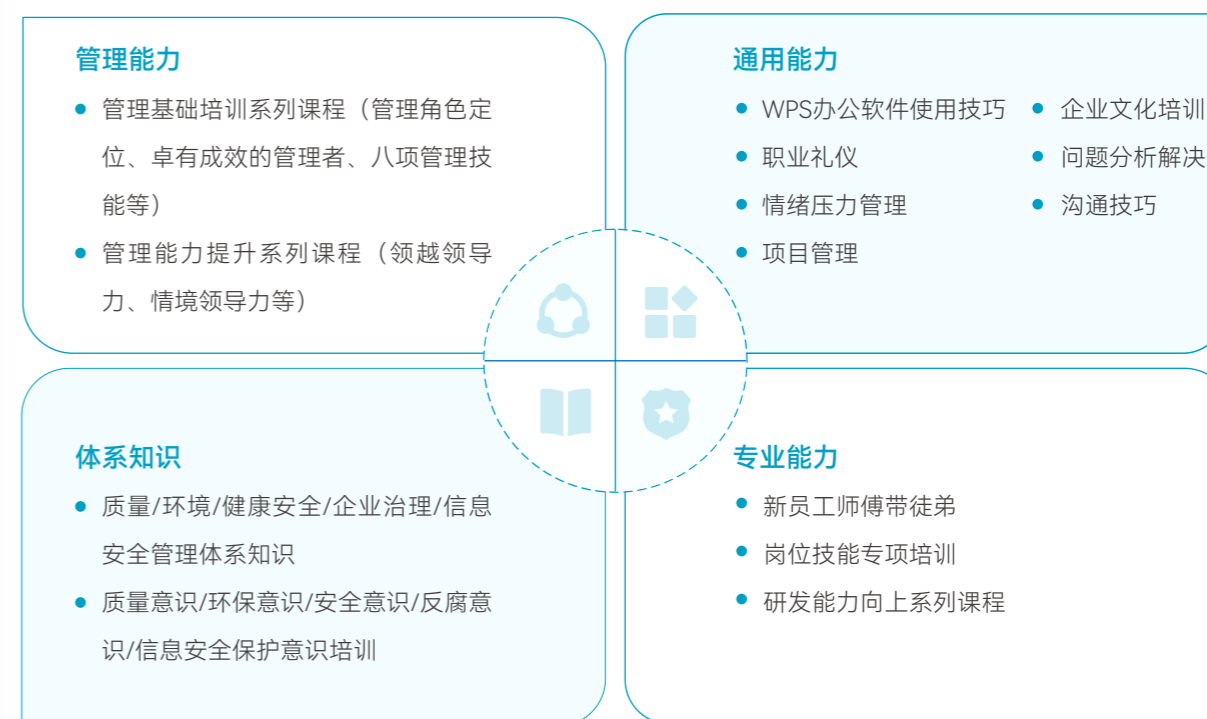 管理能力
管理基础培训系列课程（管理角色定
位、卓有成效的管理者、八项管理技
能等）
管理能力提升系列课程（领越领导
力、情境领导力等）
通用能力
WPS办公软件使用技巧
职业礼仪
情绪压力管理
项目管理
企业文化培训
问题分析解决
沟通技巧
体系知识
质量/环境/健康安全/企业治理/信息
安全管理体系知识
质量意识/环保意识/安全意识/反腐意
识/信息安全保护意识培训
专业能力
新员工师傅带徒弟
岗位技能专项培训
研发能力向上系列课程